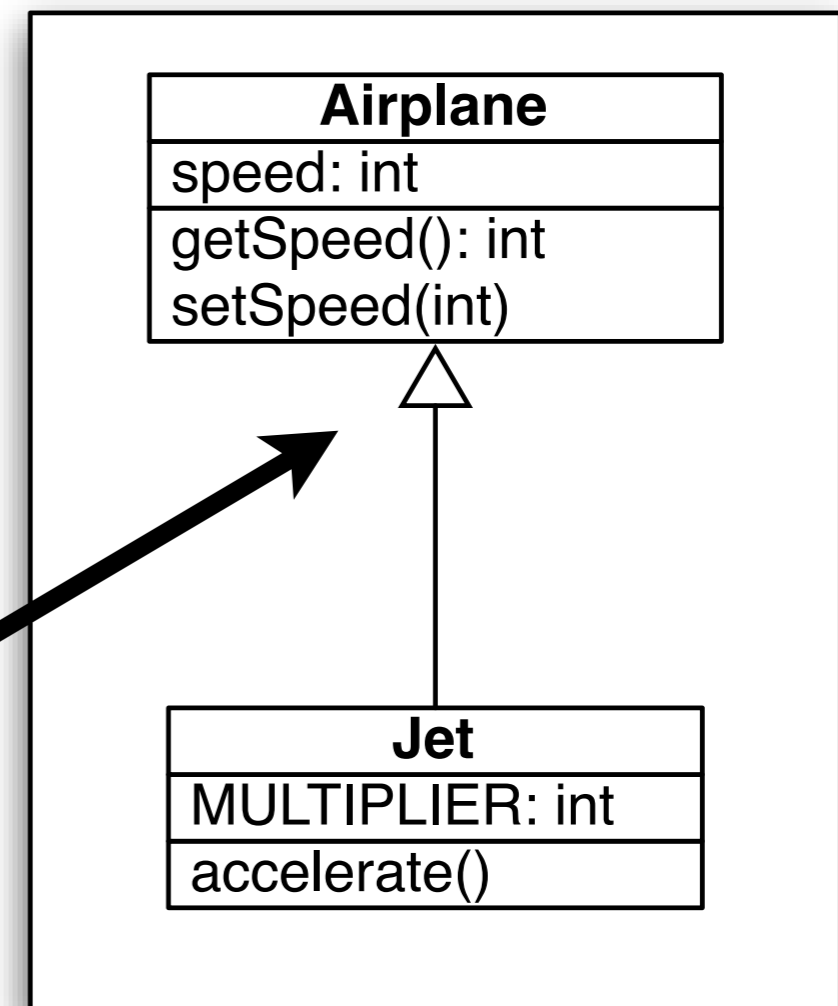 Airplane
speed: int
getSpeed(): int
setSpeed(int)
Jet
MULTIPLIER: int
accelerate()